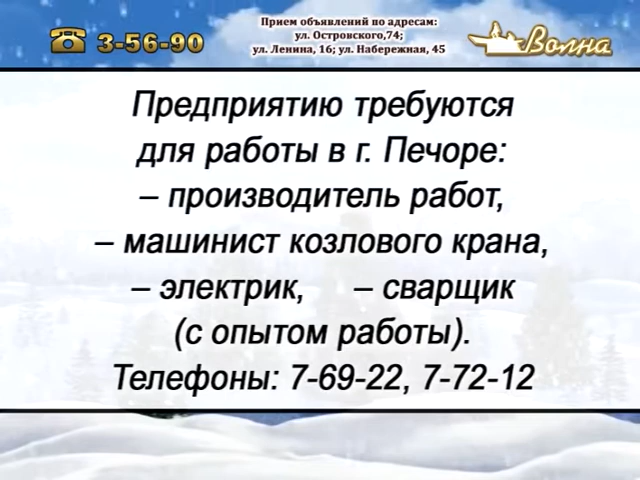 ☎ 3-56-90
Прием объявлений по адресам:
ул. Островского,74;
ул. Ленина, 16; ул. Набережная, 45
Волна
Предприятию требуются
для работы в г. Печоре:
– производитель работ,
– машинист козлового крана,
– электрик, – сварщик
(с опытом работы).
Телефоны: 7-69-22, 7-72-12